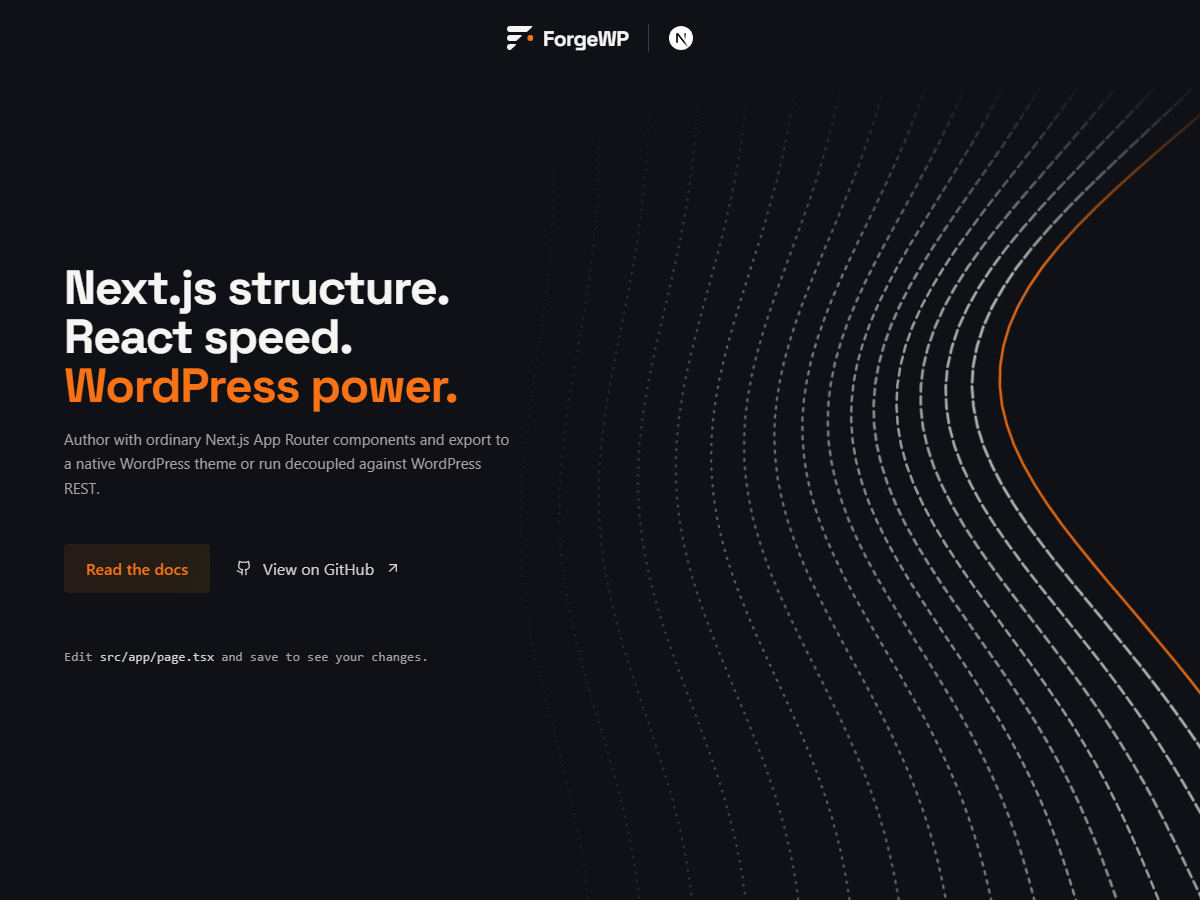 ForgeWP
N
Next.js structure.
React speed.
WordPress power.
Author with ordinary Next.js App Router components and export to
a native WordPress theme or run decoupled against WordPress
REST.
Read the docs
View on GitHub
Edit src/app/page.tsx and save to see your changes.